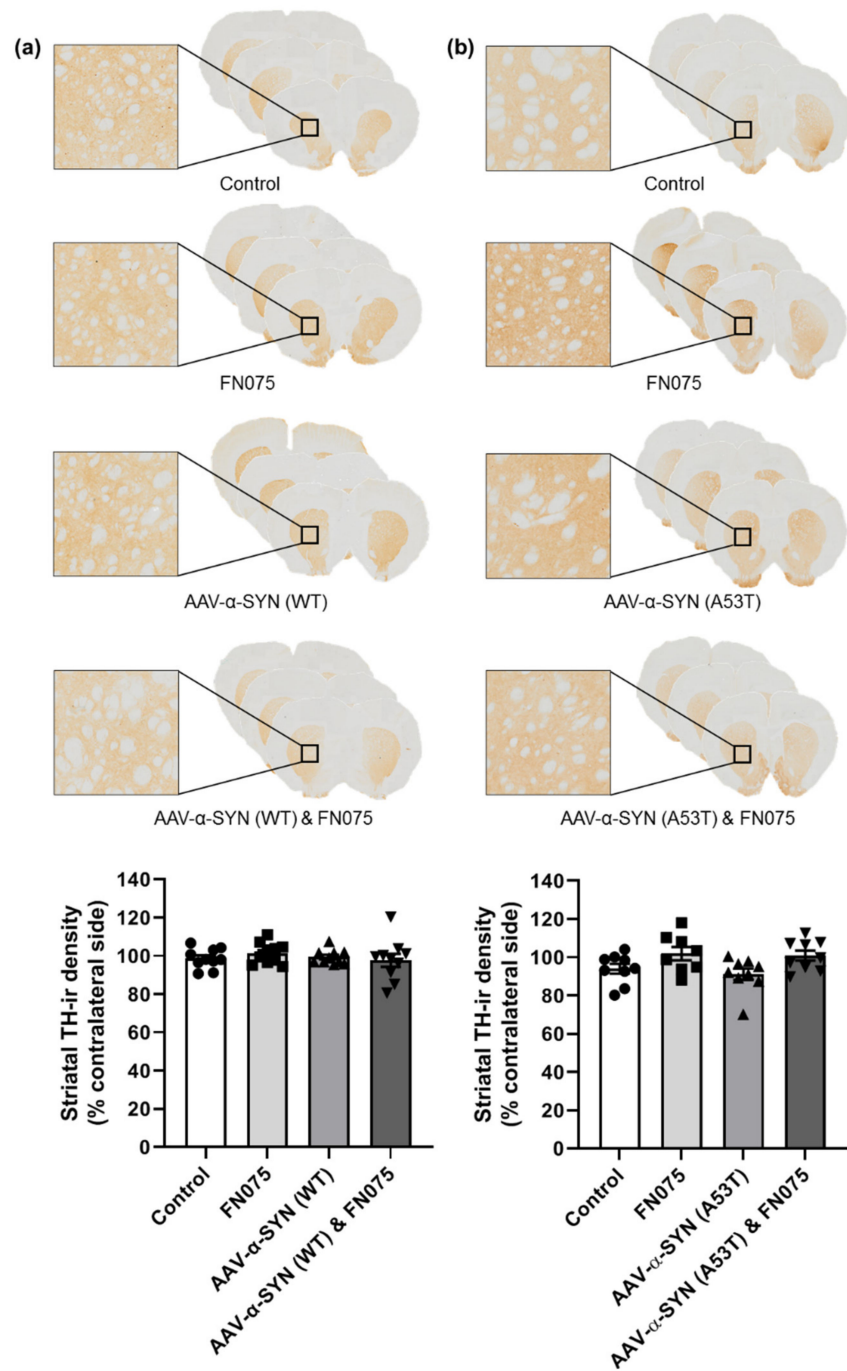 (a)
Control
FN075
AAV-α-SYN (WT)
AAV-α-SYN (WT) & FN075
Striatal TH-ir density
(% contralateral side)
140
120
100
80
60
40
20
0
Control
FN075
AAV-α-SYN (WT)
AAV-α-SYN (WT) & FN075
(b)
Control
FN075
AAV-α-SYN (A53T)
AAV-α-SYN (A53T) & FN075
Striatal TH-ir density
(% contralateral side)
140
120
100
80
60
40
20
0
Control
FN075
AAV-α-SYN (A53T)
AAV-α-SYN (A53T) & FN075